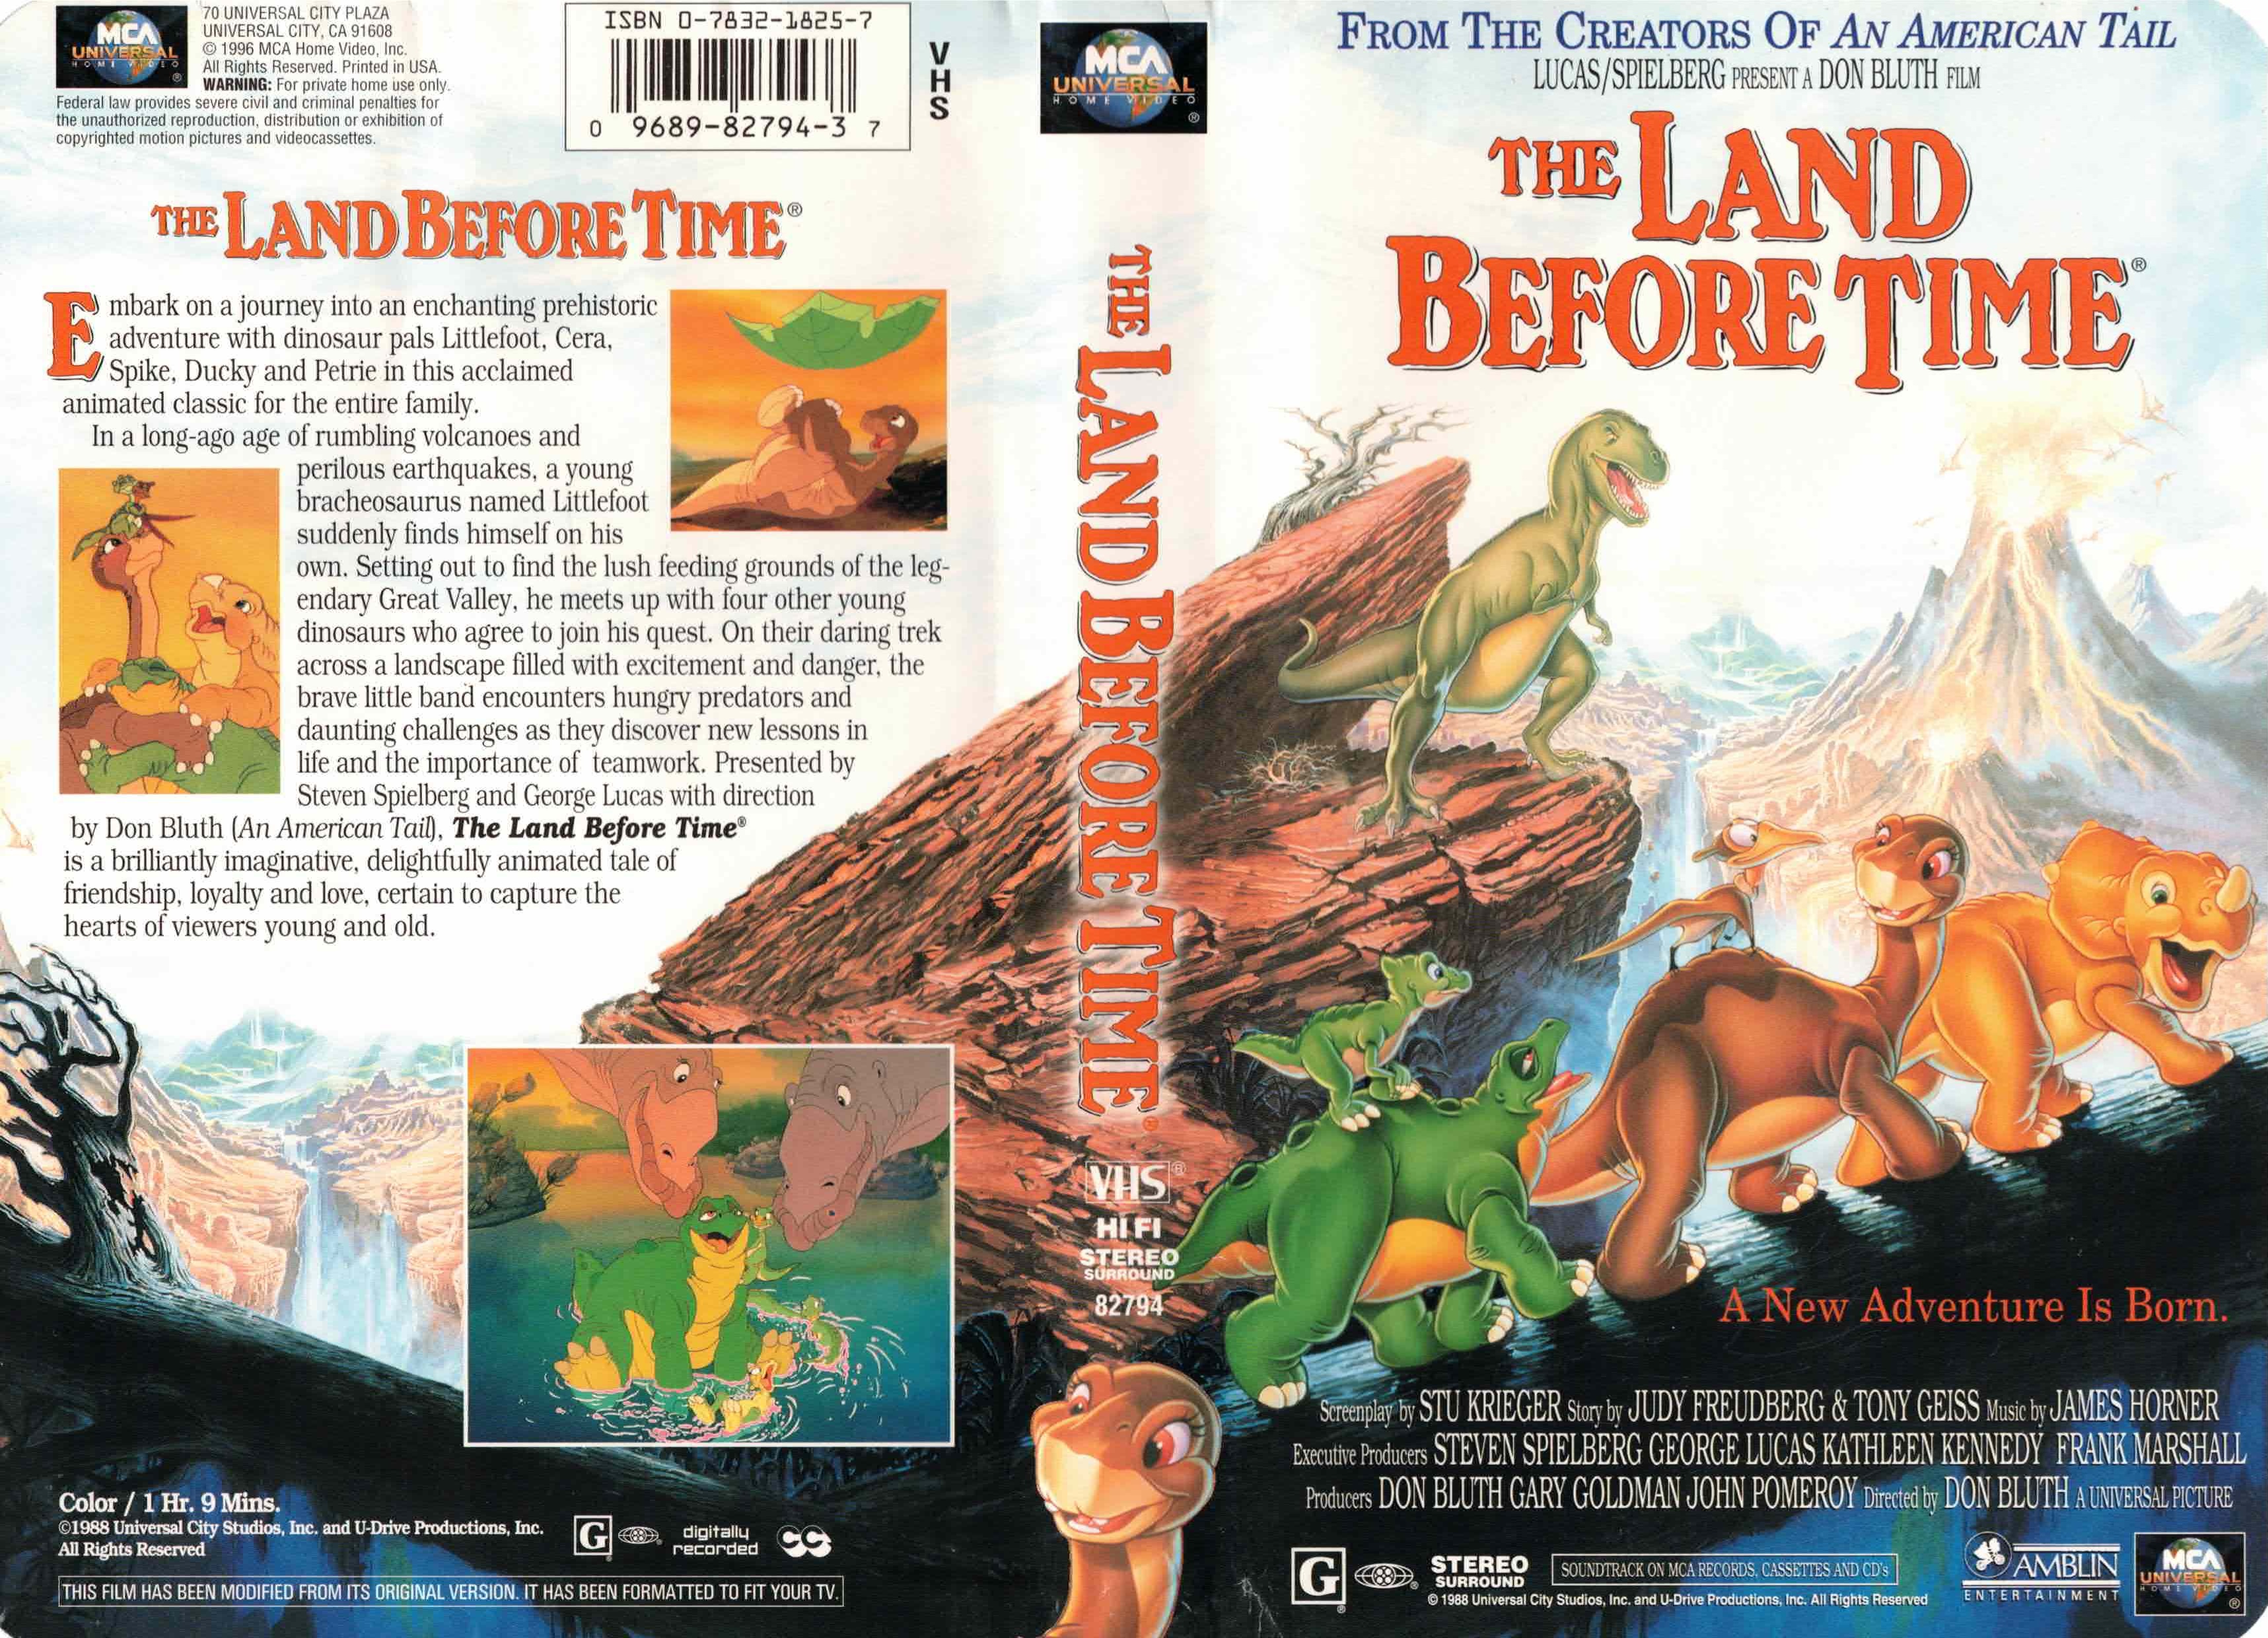 MCA
UNIVERSAL
HOME VIDEO
®
70 UNIVERSAL CITY PLAZA
UNIVERSAL CITY, CA 91608
© 1996 MCA Home Video, Inc.
All Rights Reserved. Printed in USA.
WARNING: For private home use only.
Federal law provides severe civil and criminal penalties for
the unauthorized reproduction, distribution or exhibition of
copyrighted motion pictures and videocassettes.
ISBN 0-7832-1825-7
0 9689-82794-3 7
VHS
THE LAND BEFORE TIME®
Embark on a journey into an enchanting prehistoric
adventure with dinosaur pals Littlefoot, Cera,
Spike, Ducky and Petrie in this acclaimed
animated classic for the entire family.
In a long-ago age of rumbling volcanoes and
perilous earthquakes, a young
bracheosaurus named Littlefoot
suddenly finds himself on his
own. Setting out to find the lush feeding grounds of the leg-
endary Great Valley, he meets up with four other young
dinosaurs who agree to join his quest. On their daring trek
across a landscape filled with excitement and danger, the
brave little band encounters hungry predators and
daunting challenges as they discover new lessons in
life and the importance of teamwork. Presented by
Steven Spielberg and George Lucas with direction
by Don Bluth (An American Tail), The Land Before Time®
is a brilliantly imaginative, delightfully animated tale of
friendship, loyalty and love, certain to capture the
hearts of viewers young and old.
Color / 1 Hr. 9 Mins.
©1988 Universal City Studios, Inc. and U-Drive Productions, Inc.
All Rights Reserved
G
®
digitally
recorded
CC
THIS FILM HAS BEEN MODIFIED FROM ITS ORIGINAL VERSION. IT HAS BEEN FORMATTED TO FIT YOUR TV.
MCA
UNIVERSAL
HOME VIDEO
®
THE LAND BEFORE TIME®
VHS®
HI FI
STEREO
SURROUND
82794
FROM THE CREATORS OF AN AMERICAN TAIL
LUCAS/SPIELBERG PRESENT A DON BLUTH FILM
THE LAND
BEFORE TIME®
A New Adventure Is Born.
Screenplay by STU KRIEGER Story by JUDY FREUDBERG & TONY GEISS Music by JAMES HORNER
Executive Producers STEVEN SPIELBERG GEORGE LUCAS KATHLEEN KENNEDY FRANK MARSHALL
Producers DON BLUTH GARY GOLDMAN JOHN POMEROY Directed by DON BLUTH A UNIVERSAL PICTURE
G
®
STEREO
SURROUND
SOUNDTRACK ON MCA RECORDS, CASSETTES AND CD's
© 1988 Universal City Studios, Inc. and U-Drive Productions, Inc. All Rights Reserved
AMBLIN
ENTERTAINMENT
MCA
UNIVERSAL
HOME VIDEO
®